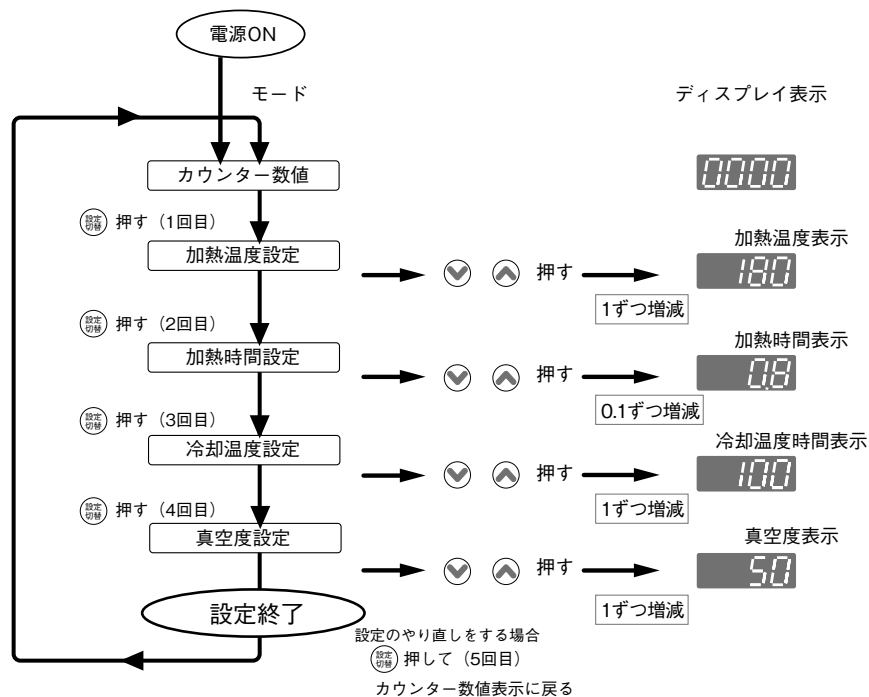 電源ON
モード
ディスプレイ表示
カウンター数値
0000
設定切替 押す（1回目）
加熱温度設定
押す
1ずつ増減
加熱温度表示
180
設定切替 押す（2回目）
加熱時間設定
押す
0.1ずつ増減
加熱時間表示
0.8
設定切替 押す（3回目）
冷却温度設定
押す
1ずつ増減
冷却温度時間表示
100
設定切替 押す（4回目）
真空度設定
押す
1ずつ増減
真空度表示
50
設定終了
設定のやり直しをする場合
設定切替 押して（5回目）
カウンター数値表示に戻る